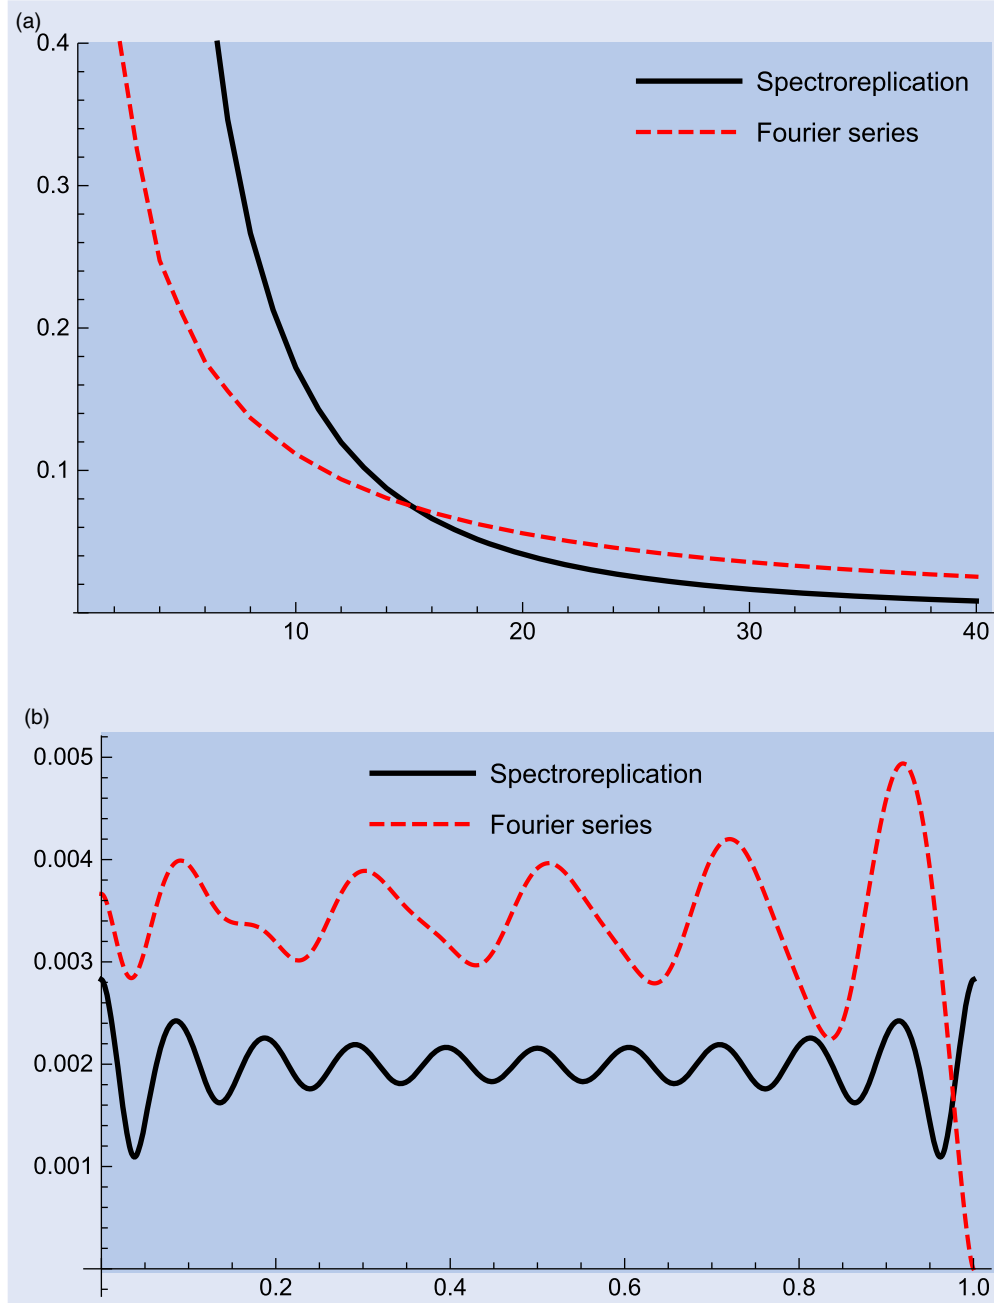 (a)
0.4
Spectroreplication
Fourier series
0.3
0.2
0.1
10 20 30 40
(b)
0.005
Spectroreplication
Fourier series
0.004
0.003
0.002
0.001
0.2 0.4 0.6 0.8 1.0